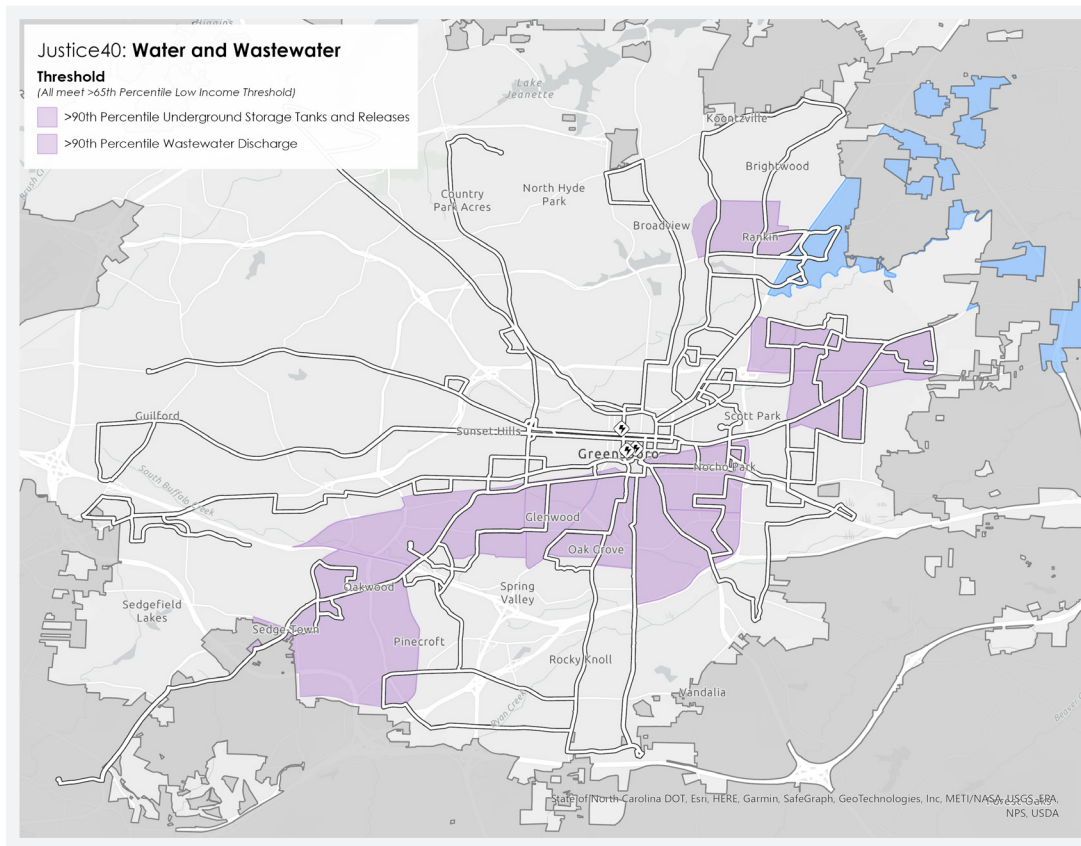 Justice40: Water and Wastewater
Threshold
(All meet >65th Percentile Low Income Threshold)
>90th Percentile Underground Storage Tanks and Releases
>90th Percentile Wastewater Discharge
Lake
Jeanette
Koontzville
Brightwood
Country
Park Acres
North Hyde
Park
Broadview
Rankin
Guilford
Sunset Hills
Scott Park
Greensboro
Nocho Park
South Buffalo Creek
Glenwood
Oak Grove
Oakwood
Spring
Valley
Sedgefield
Lakes
Sedge Town
Pinecroft
Rocky Knoll
Vandalia
Ryan Creek
State of North Carolina DOT, Esri, HERE, Garmin, SafeGraph, GeoTechnologies, Inc, METI/NASA, USGS, EPA,
NPS, USDA